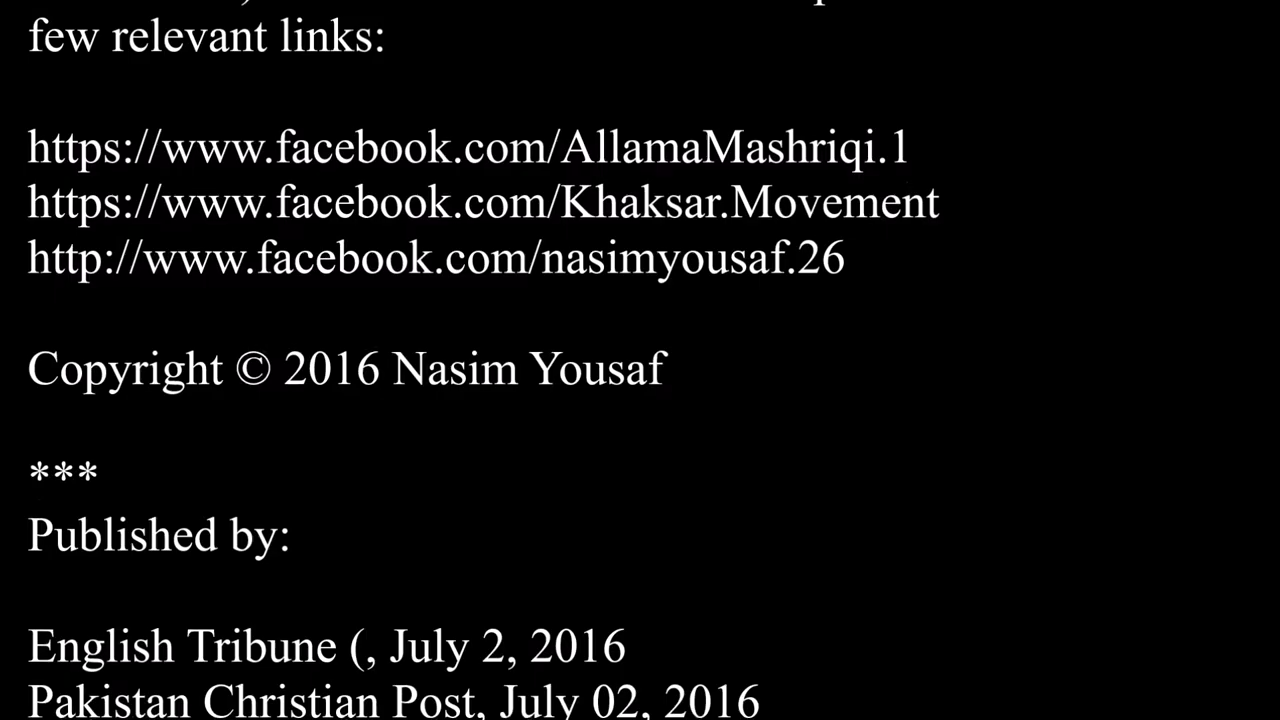 few relevant links:
https://www.facebook.com/AllamaMashriqi.1
https://www.facebook.com/Khaksar.Movement
http://www.facebook.com/nasimyousaf.26
Copyright © 2016 Nasim Yousaf
***
Published by:
English Tribune (, July 2, 2016
Pakistan Christian Post, July 02, 2016